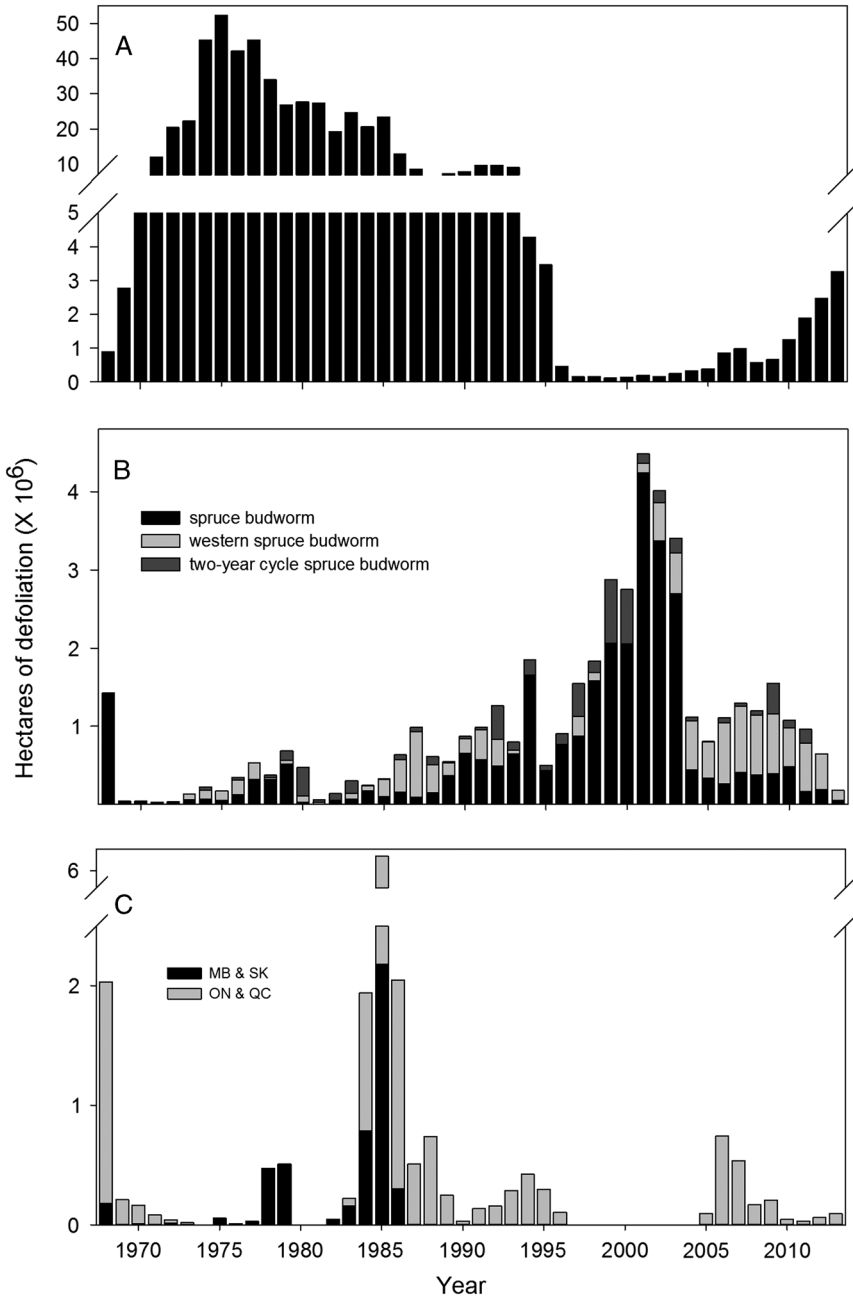 50
A
40
30
20
10
5
4
3
2
1
0
Hectares of defoliation (X 10⁶)
B
4
spruce budworm
western spruce budworm
two-year cycle spruce budworm
3
2
1
6
C
MB & SK
ON & QC
2
1
0
1970 1975 1980 1985 1990 1995 2000 2005 2010
Year